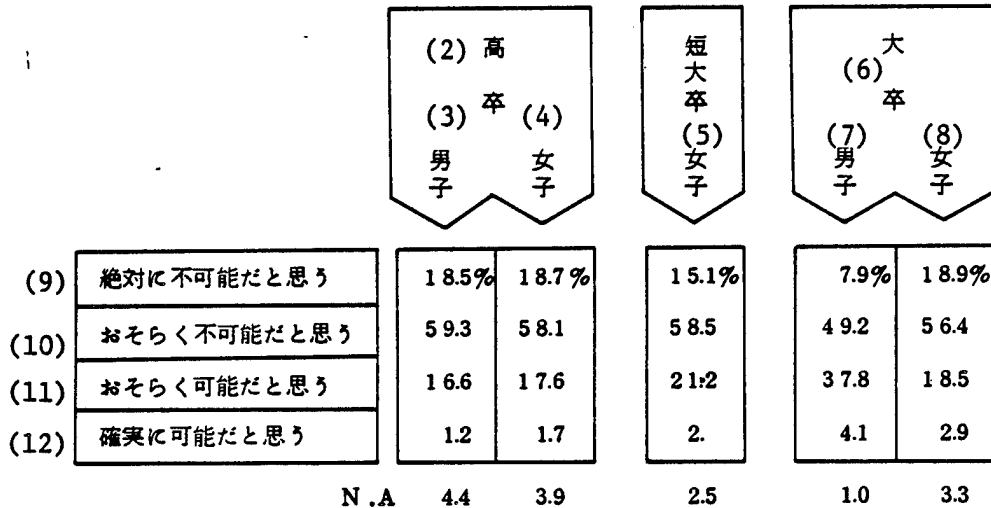 (2) 高卒
(3) 男子
(4) 女子
短大卒
(5) 女子
(6) 大卒
(7) 男子
(8) 女子
(9) 絶対に不可能だと思う 18.5% 18.7% 15.1% 7.9% 18.9%
(10) おそらく不可能だと思う 59.3 58.1 58.5 49.2 56.4
(11) おそらく可能だと思う 16.6 17.6 21.2 37.8 18.5
(12) 確実に可能だと思う 1.2 1.7 2. 4.1 2.9
N.A 4.4 3.9 2.5 1.0 3.3